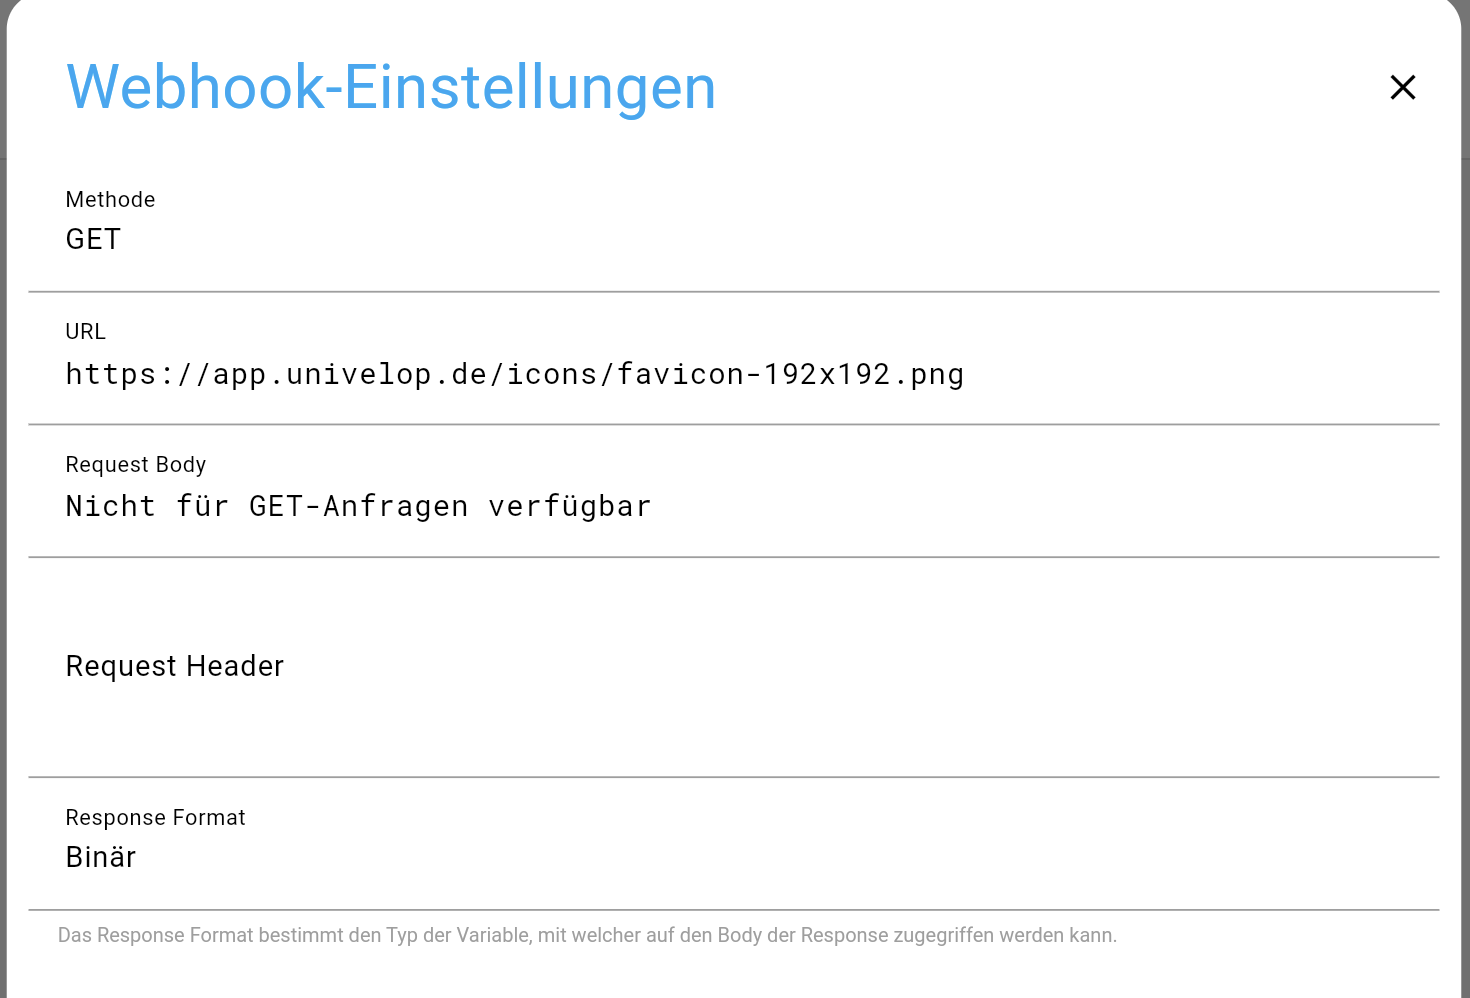 Webhook-Einstellungen
Methode
GET
URL
https://app.univelop.de/icons/favicon-192x192.png
Request Body
Nicht für GET-Anfragen verfügbar
Request Header
Response Format
Binär
Das Response Format bestimmt den Typ der Variable, mit welcher auf den Body der Response zugegriffen werden kann.